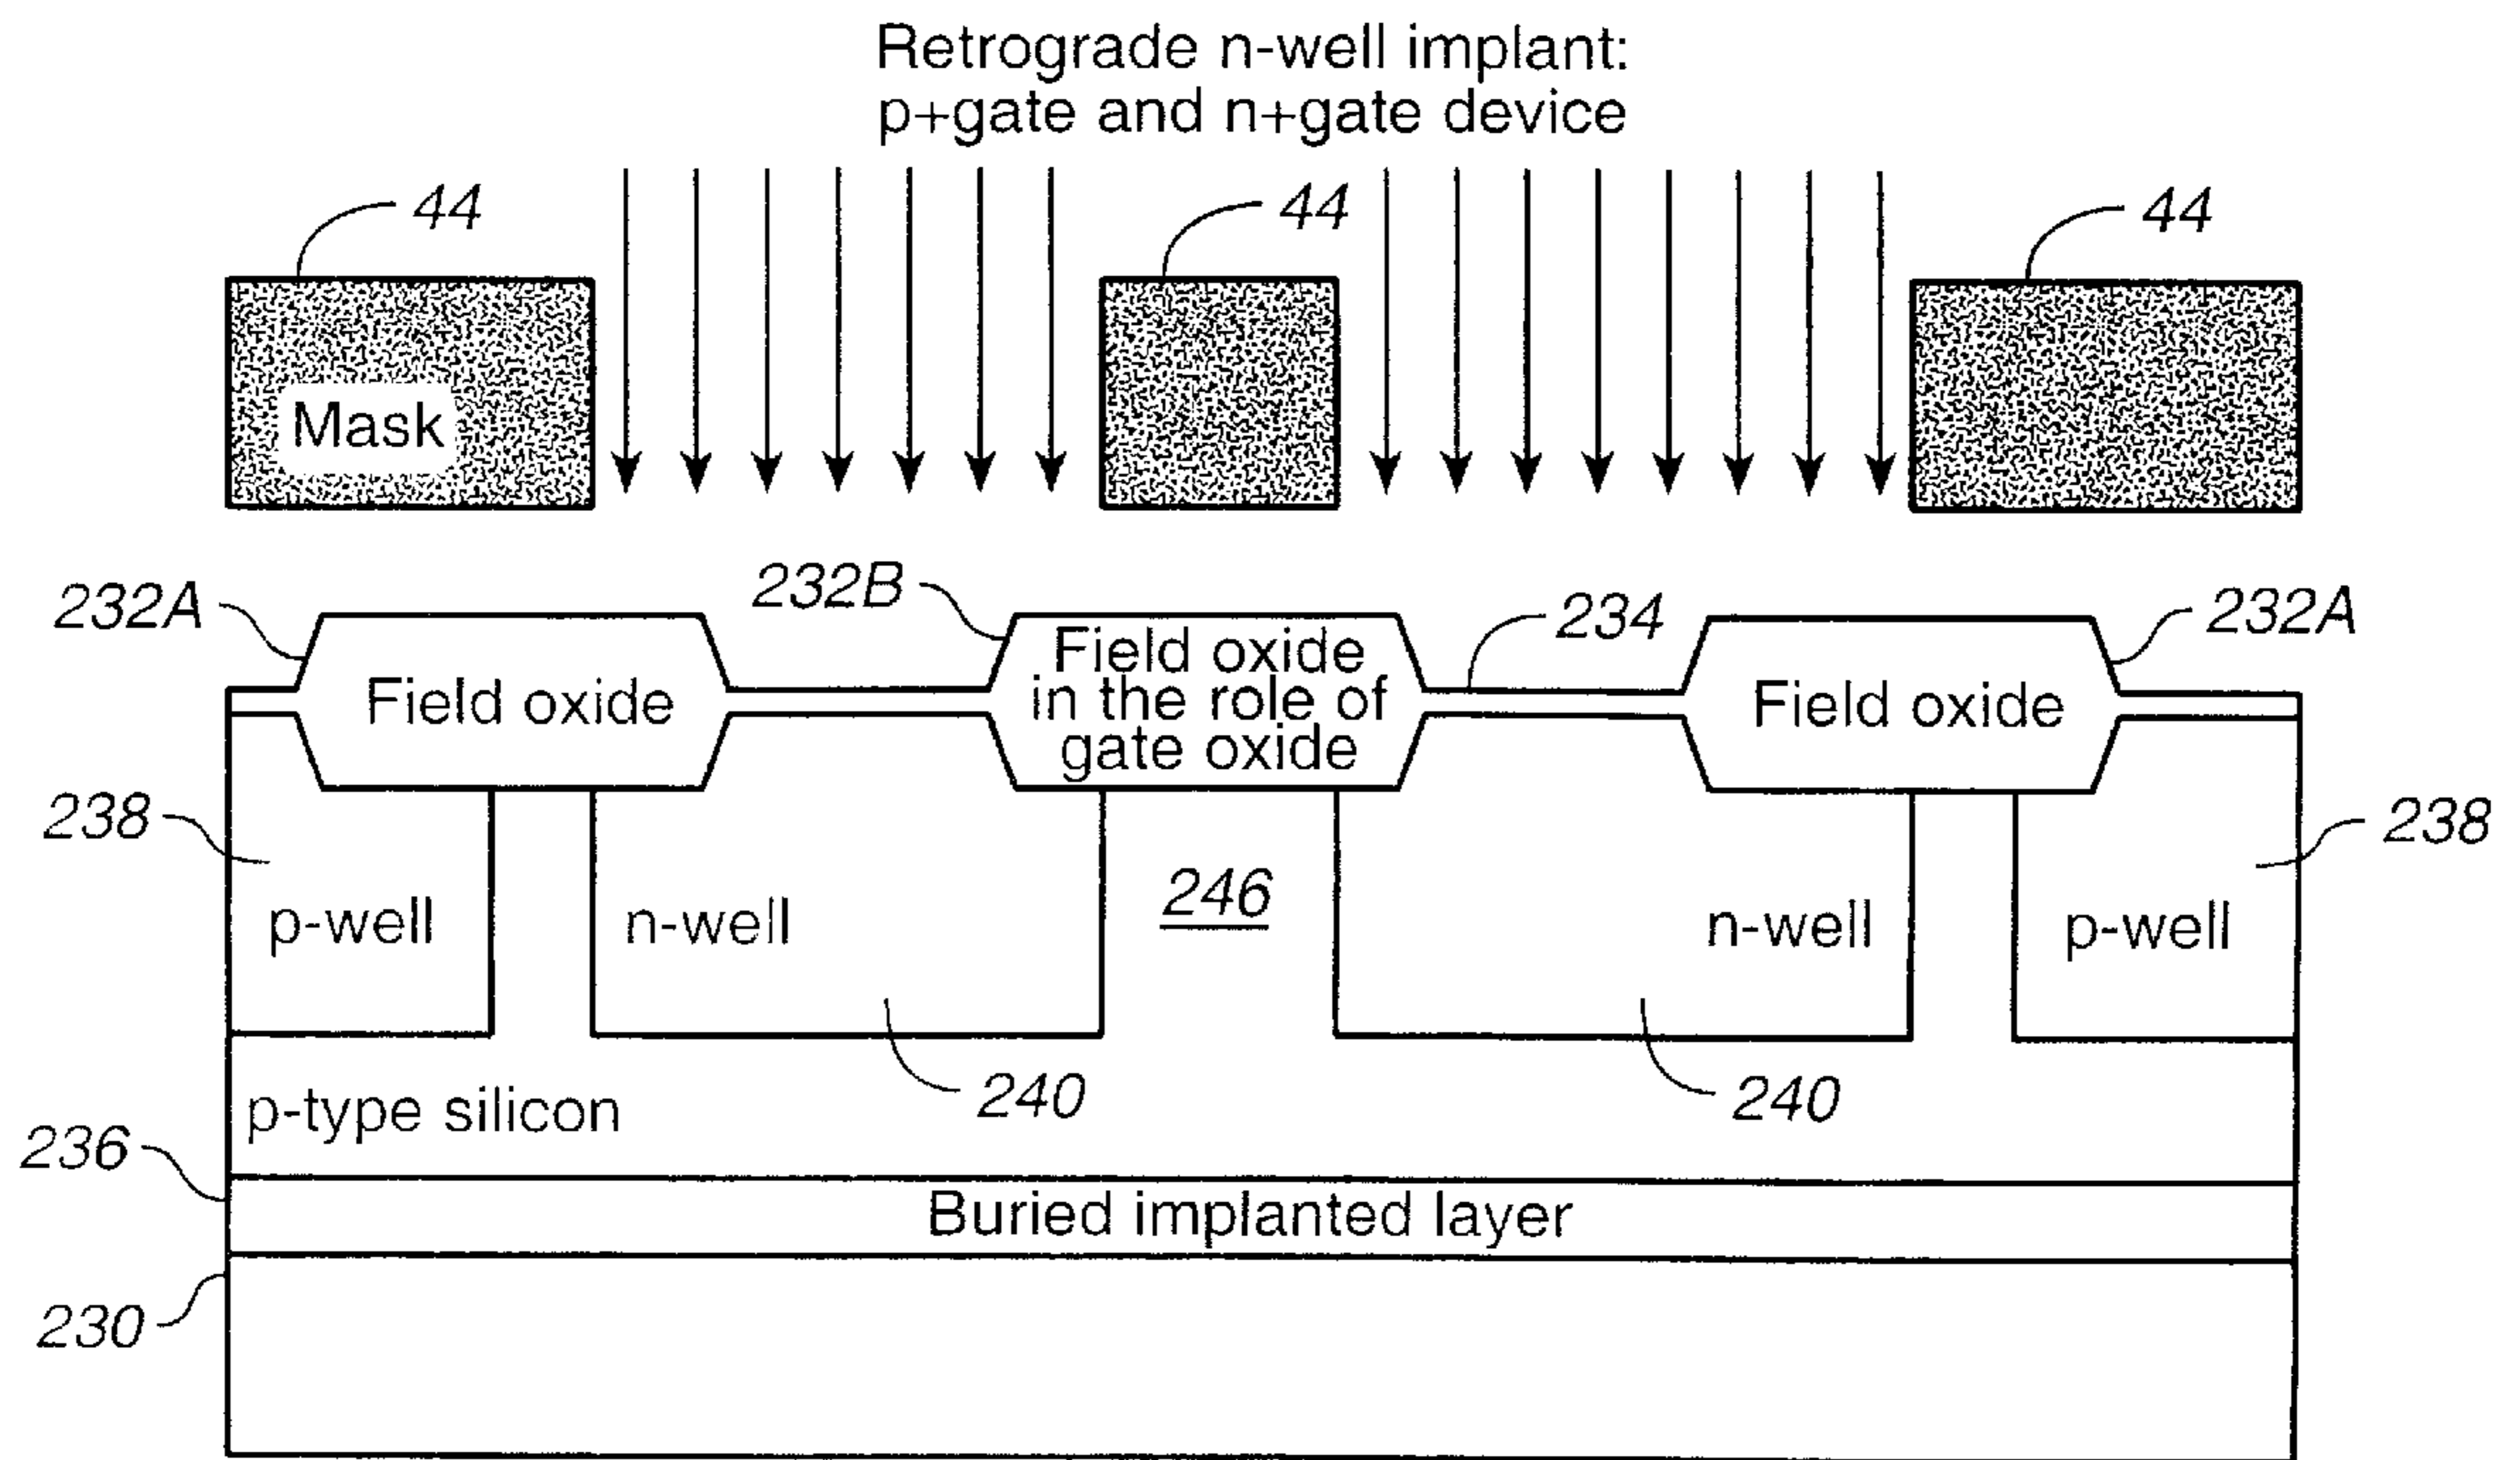 Retrograde n-well implant:
p+gate and n+gate device
44
44
44
Mask
232A
232B
234
232A
Field oxide
Field oxide
in the role of
gate oxide
Field oxide
238
238
246
p-well
n-well
n-well
p-well
240
240
p-type silicon
236
Buried implanted layer
230